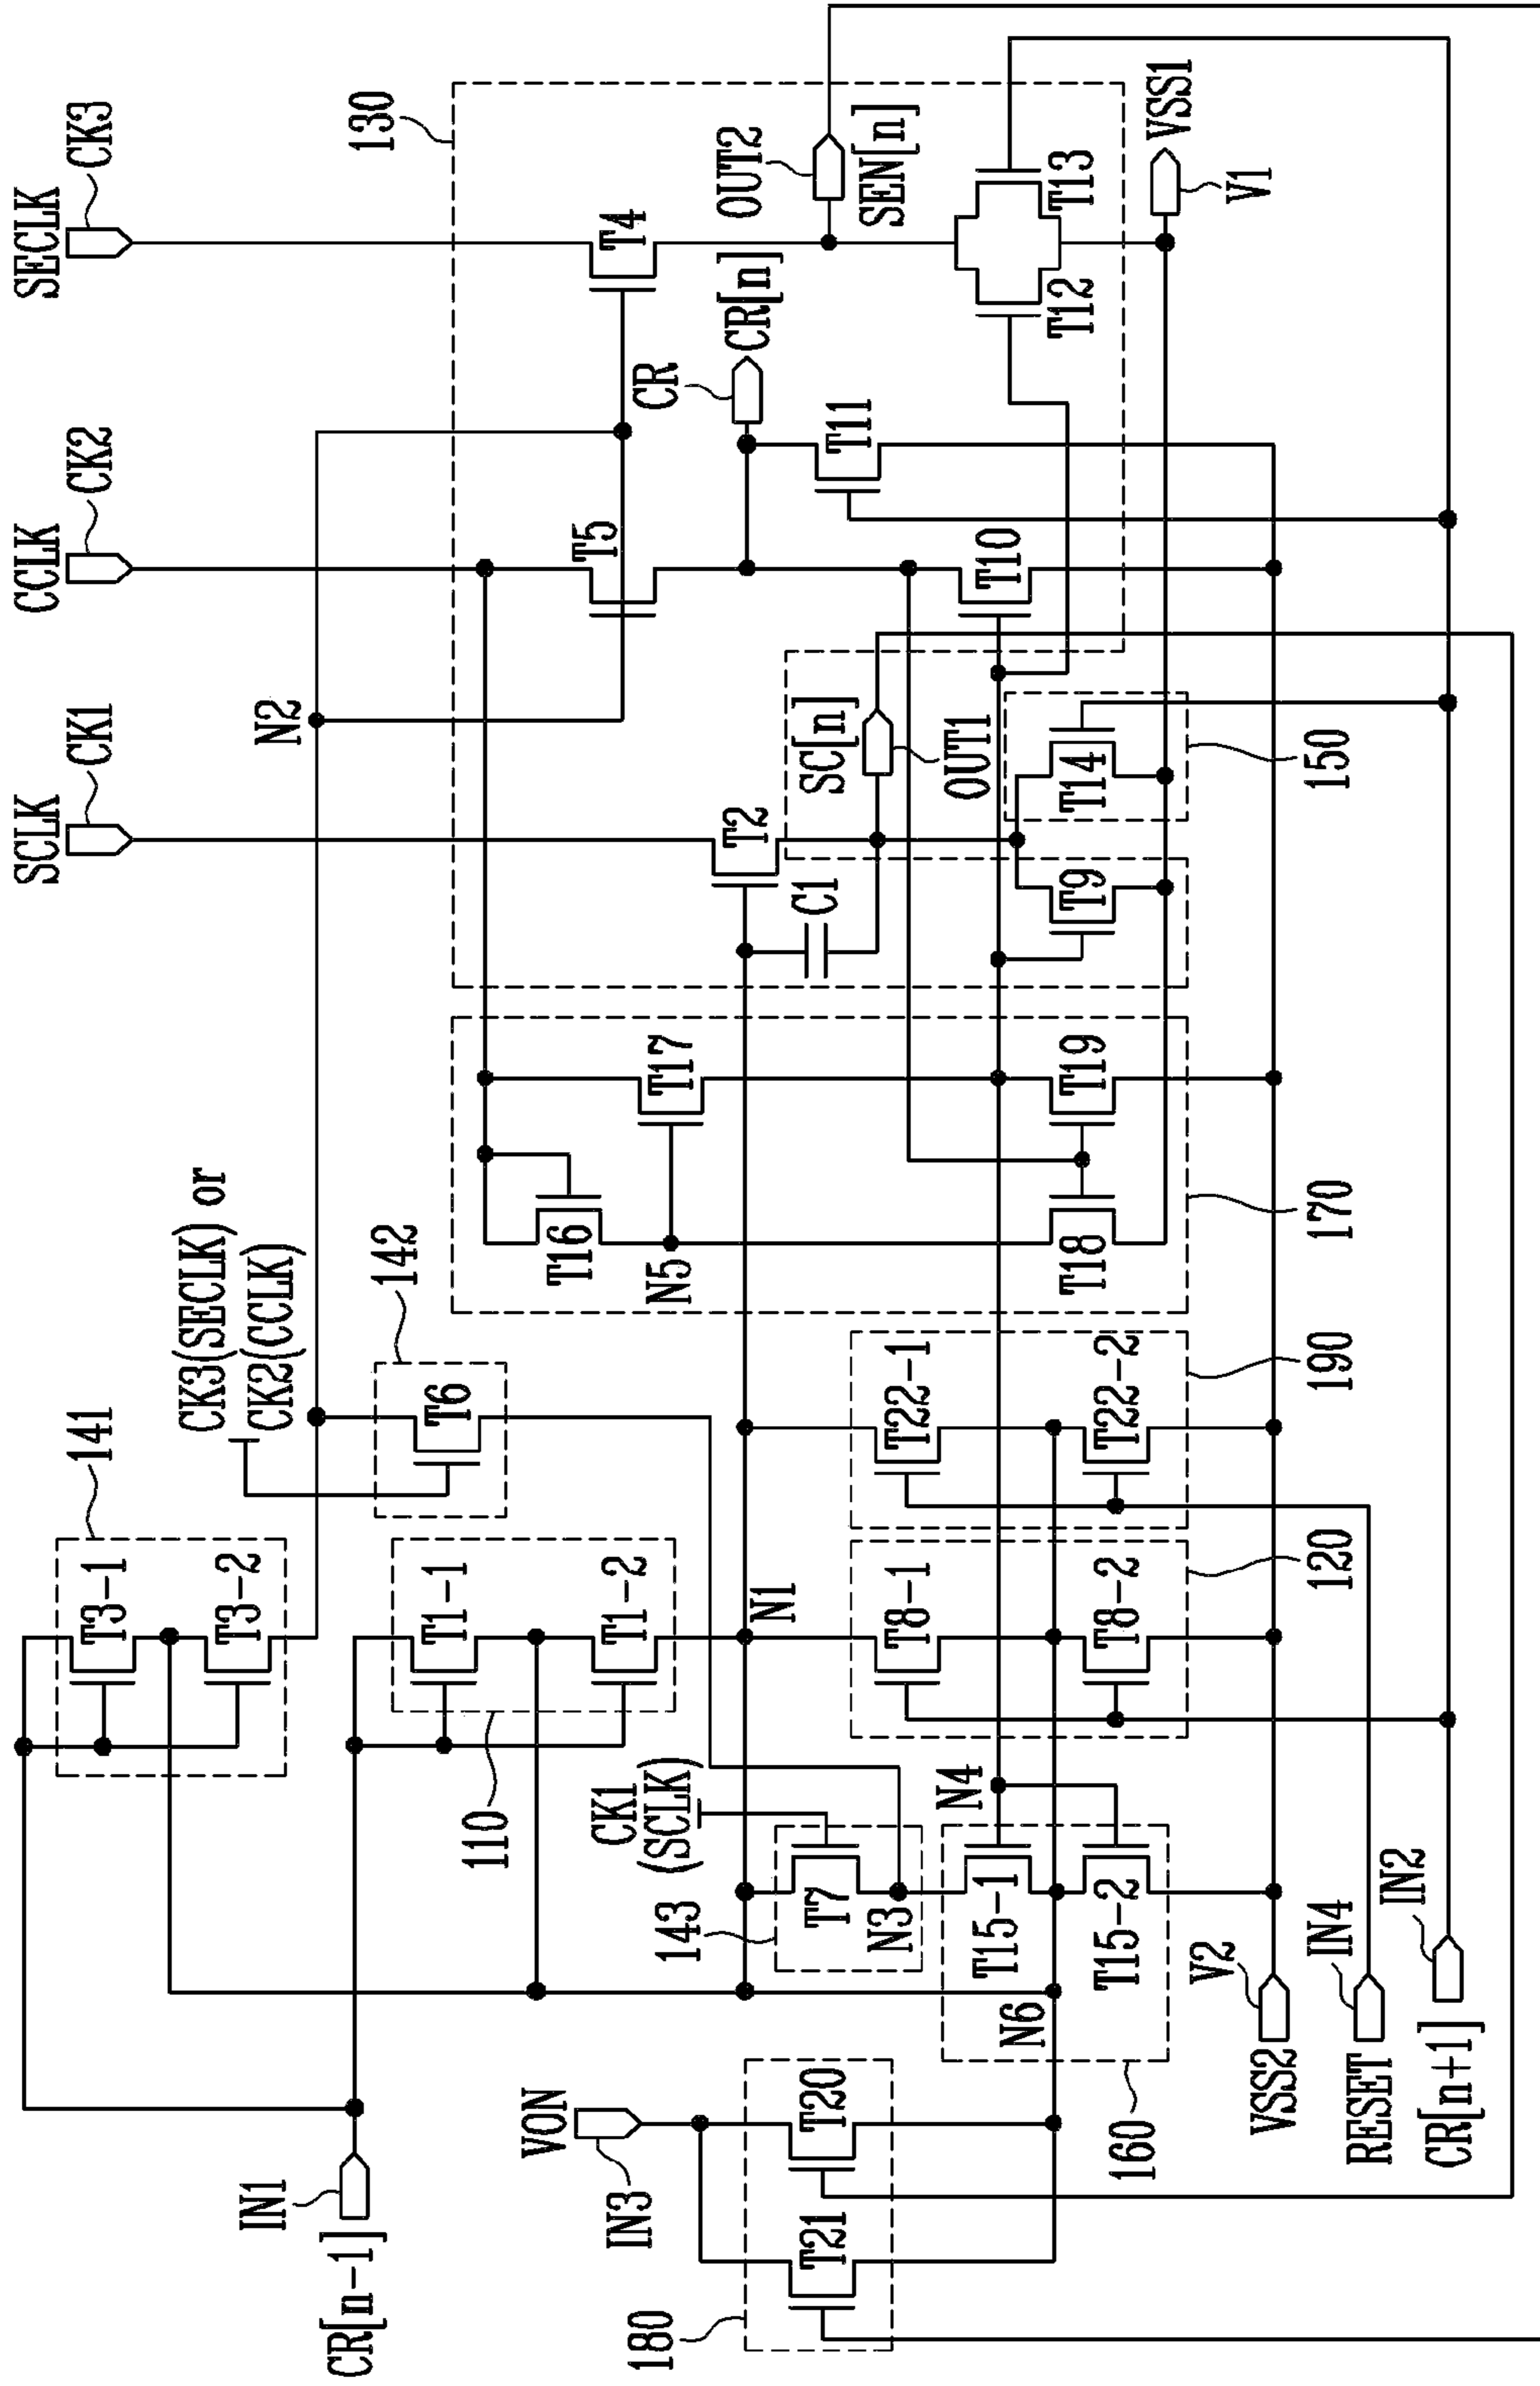 SCLK
CK1
CCLK
CK2
SECLK
CK3
141
T3-1
T3-2
CK3(SECLK) or
CK2(CCLK)
N2
142
T6
130
IN1
CR[n-1]
110
T1-1
T1-2
T16
N5
T17
T5
T4
VON
IN3
CK1
(SCLK)
143
T7
N3
N1
T2
C1
SC[n]
OUT1
CR
CR[n]
OUT2
SEN[n]
T11
180
T21
T20
N4
T8-1
T22-1
N6
T15-1
T15-2
T8-2
T22-2
T18
T19
T9
T14
T10
T12
T13
160
120
190
170
150
V1
VSS1
V2
VSS2
IN4
RESET
IN2
CR[n+1]